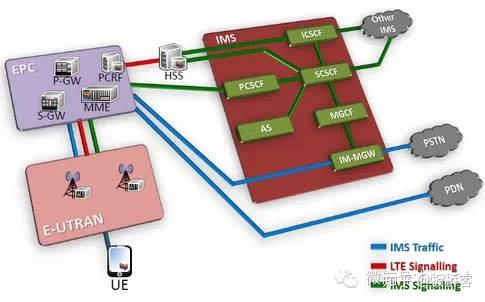 IMS
ICSCF
Other
IMS
EPC
P-GW
PCRF
HSS
SCSCF
PCSCF
S-GW
MME
MGCF
AS
PSTN
IM-MGW
PDN
E-UTRAN
UE
IMS Traffic
LTE Signalling
IMS Signalling